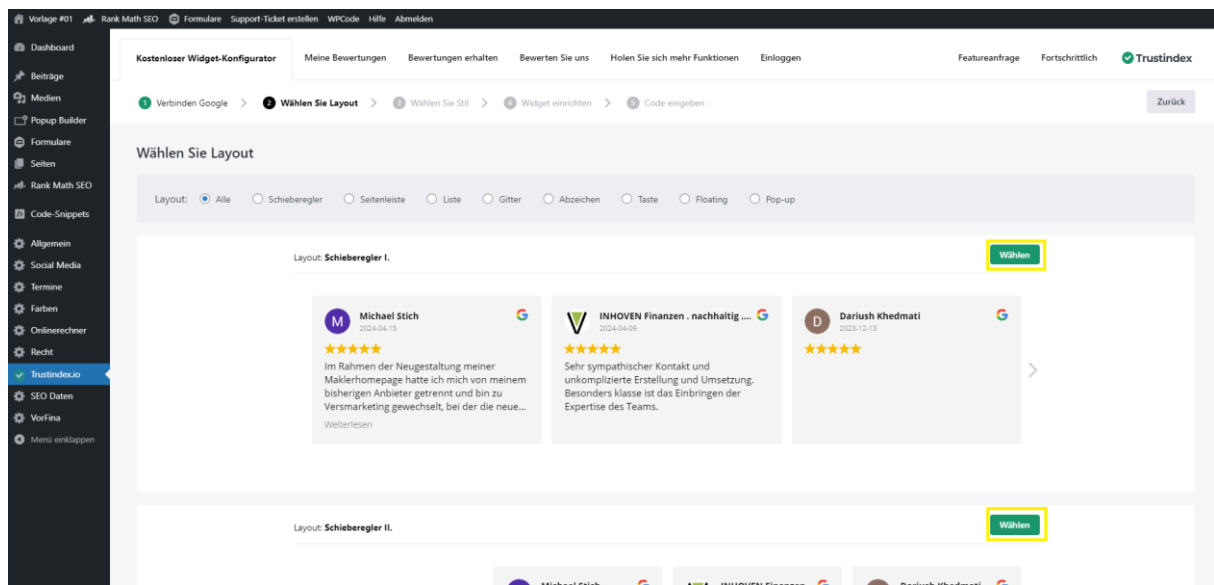 Vorlage #01 Rank Math SEO Formulare Support-Ticket erstellen WPCode Hilfe Abmelden
Dashboard
Beiträge
Medien
Popup Builder
Formulare
Seiten
Rank Math SEO
Code-Snippets
Allgemein
Social Media
Termine
Farben
Onlinerechner
Recht
Trustindex.io
SEO Daten
VorFina
Menü einklappen
Kostenloser Widget-Konfigurator Meine Bewertungen Bewertungen erhalten Bewerten Sie uns Holen Sie sich mehr Funktionen Einloggen Featureanfrage Fortschrittlich Trustindex
1 Verbinden Google > 2 Wählen Sie Layout > 3 Wählen Sie Stil > 4 Widget einrichten > 5 Code eingeben Zurück
Wählen Sie Layout
Layout: Alle Schieberegler Seitenleiste Liste Gitter Abzeichen Taste Floating Pop-up
Layout: Schieberegler I. Wählen
M Michael Stich G
2024-04-15
Im Rahmen der Neugestaltung meiner
Maklerhomepage hatte ich mich von meinem
bisherigen Anbieter getrennt und bin zu
Versmarketing gewechselt, bei der die neue...
Weiterlesen
INHOVEN Finanzen . nachhaltig .... G
2024-04-09
Sehr sympathischer Kontakt und
unkomplizierte Erstellung und Umsetzung.
Besonders klasse ist das Einbringen der
Expertise des Teams.
D Dariush Khedmati G
2023-12-13
Layout: Schieberegler II. Wählen
Michael Stich INHOVEN Finanzen Dariush Khedmati